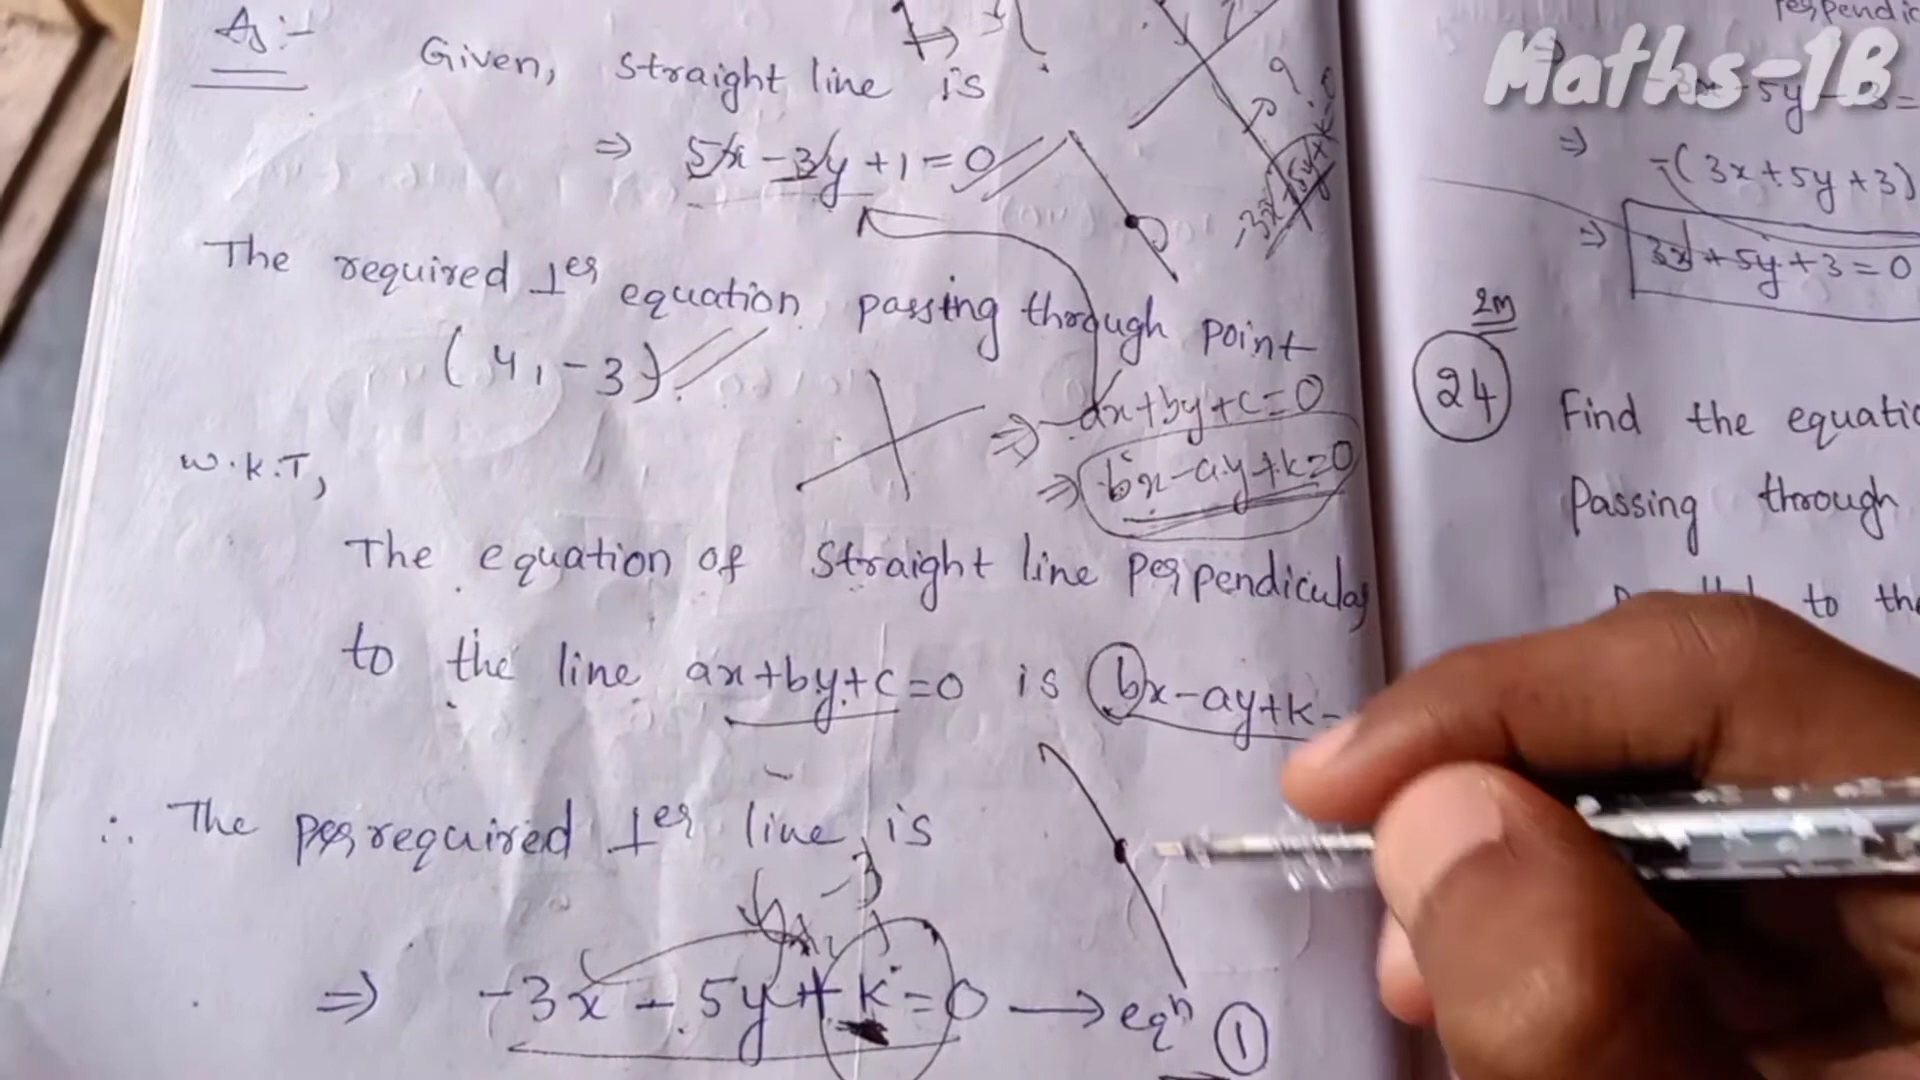 A:-
Given, straight line is
⇒ 5x - 3y + 1 = 0
The required ⊥er equation passing through point
(4, -3)
⇒ ax+by+c=0
⇒ bx-ay+k=0
w.k.T,
The equation of straight line perpendicular
to the line ax+by+c=0 is bx-ay+k=
∴ The required ⊥er line is
-3
⇒ -3x - 5y + k = 0 → eqn ①
Maths-1B
⇒ -(3x+5y+3)
⇒ 3x+5y+3=0
2m
24
Find the
Passing through
to the